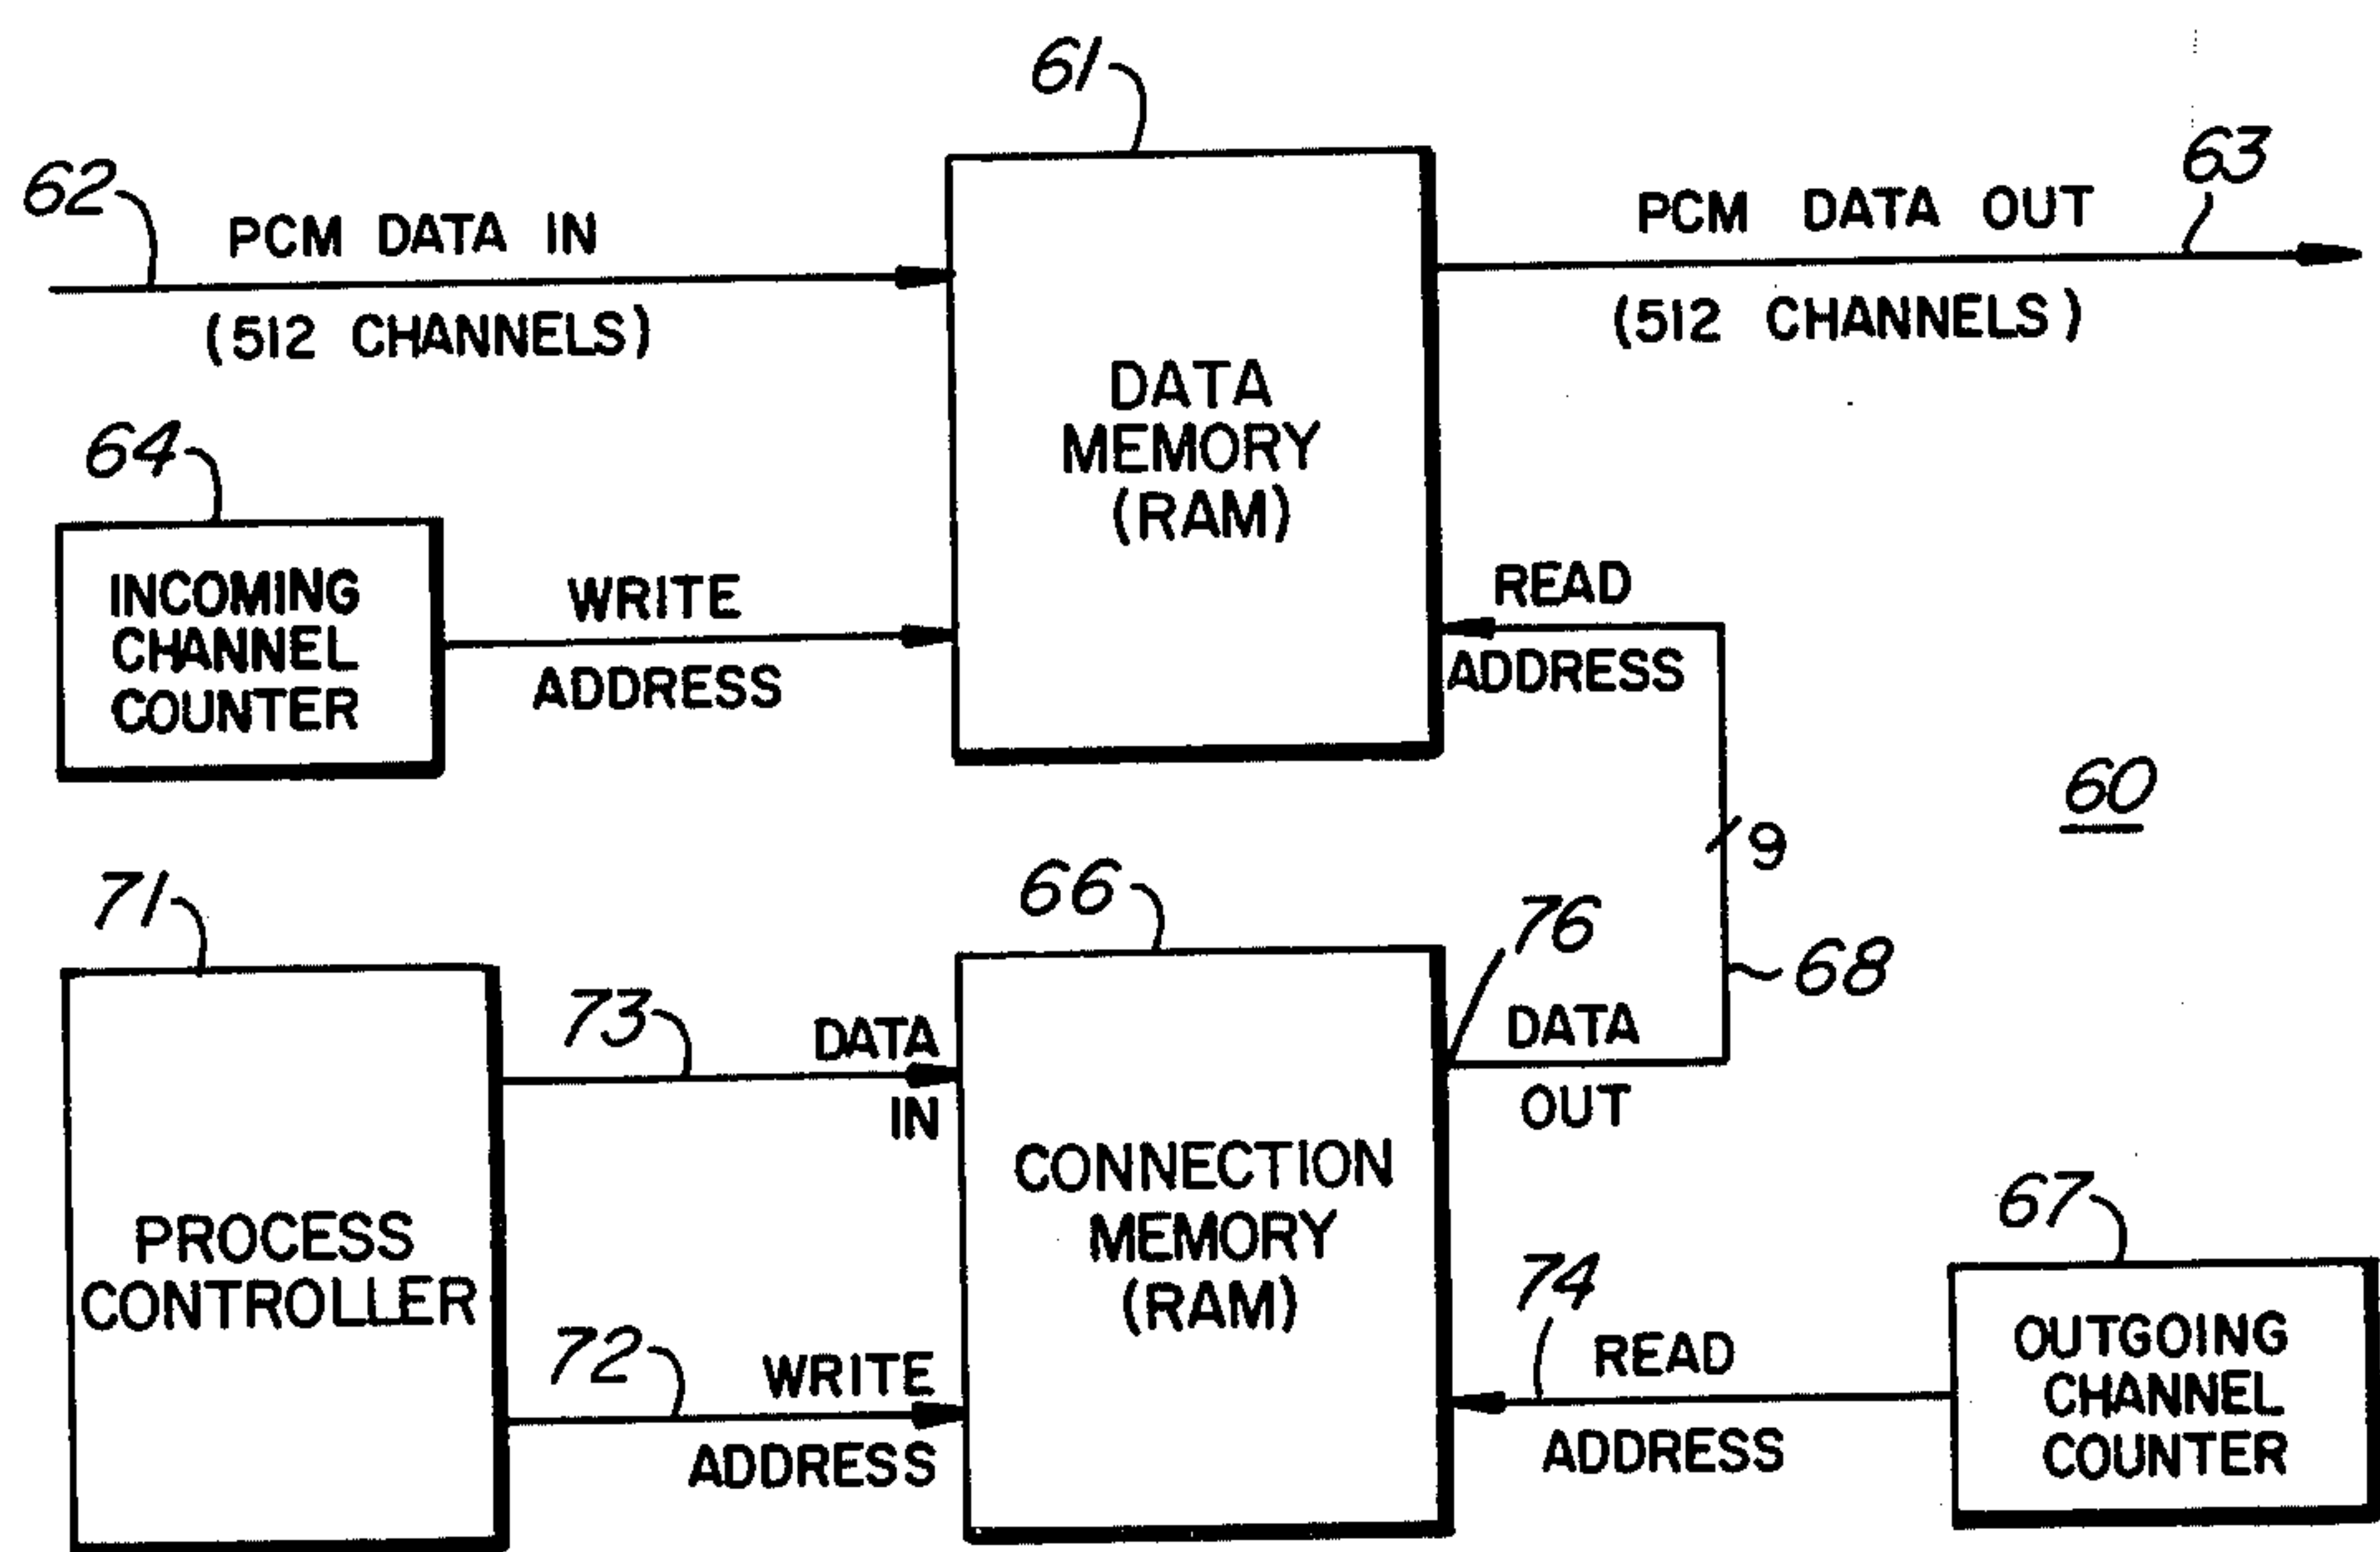 61
62
63
PCM DATA IN
(512 CHANNELS)
PCM DATA OUT
(512 CHANNELS)
DATA
MEMORY
(RAM)
64
INCOMING
CHANNEL
COUNTER
WRITE
ADDRESS
READ
ADDRESS
9
60
68
71
73
DATA
IN
66
76
DATA
OUT
PROCESS
CONTROLLER
CONNECTION
MEMORY
(RAM)
72
WRITE
ADDRESS
74
READ
ADDRESS
67
OUTGOING
CHANNEL
COUNTER